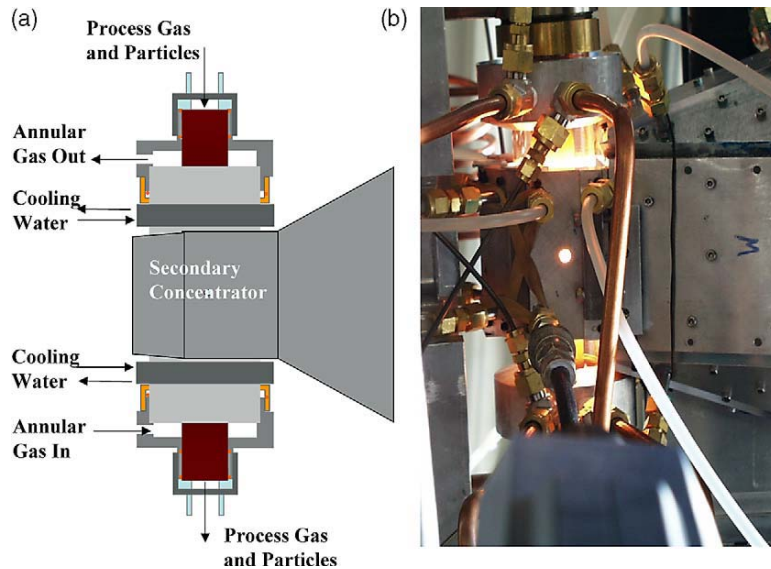 (a)
Process Gas
and Particles
Annular
Gas Out
Cooling
Water
Secondary
Concentrator
Cooling
Water
Annular
Gas In
Process Gas
and Particles
(b)
W